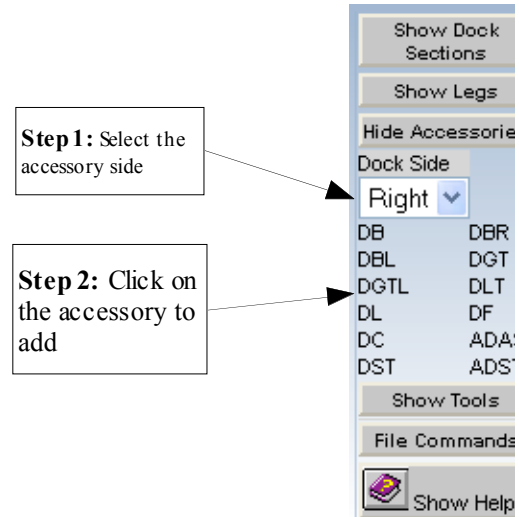 Show Dock
Sections
Show Legs
Hide Accessorie
Dock Side
Right
DB DBR
DBL DGT
DGTL DLT
DL DF
DC ADAS
DST ADST
Show Tools
File Commands
Show Help
Step 1: Select the
accessory side
Step 2: Click on
the accessory to
add